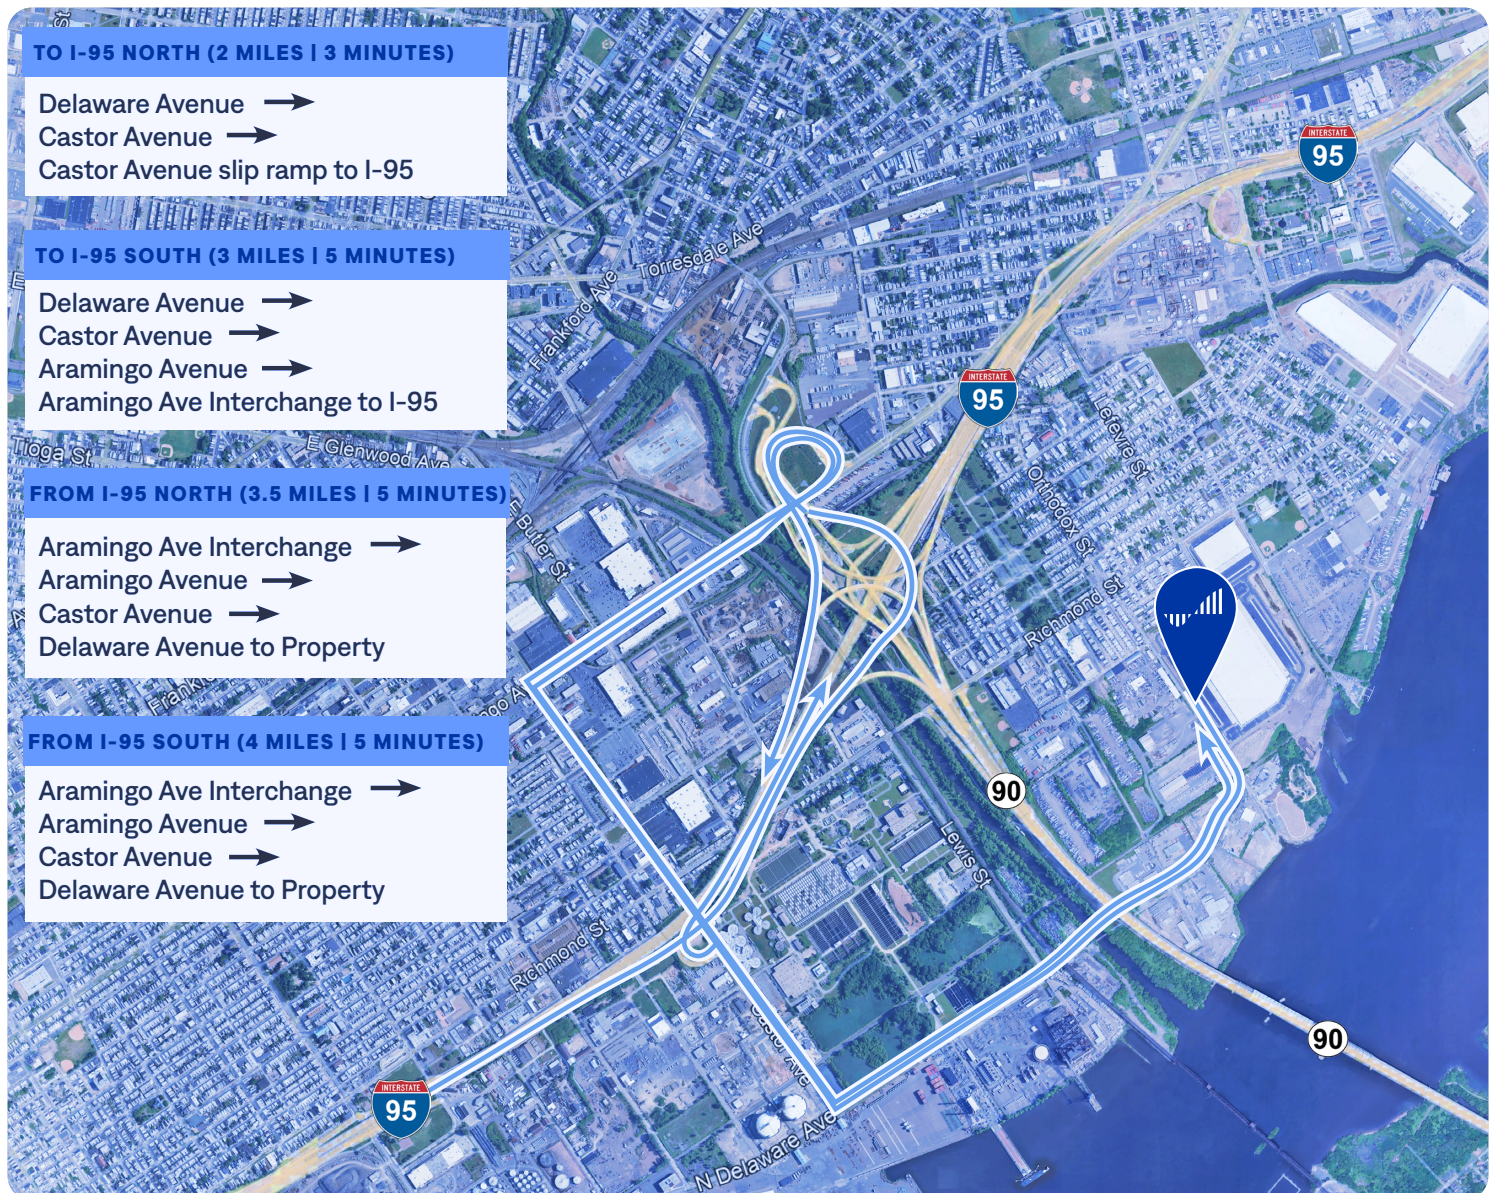 TO I-95 NORTH (2 MILES | 3 MINUTES)
Delaware Avenue
Castor Avenue
Castor Avenue slip ramp to I-95
TO I-95 SOUTH (3 MILES | 5 MINUTES)
Delaware Avenue
Castor Avenue
Aramingo Avenue
Aramingo Ave Interchange to I-95
FROM I-95 NORTH (3.5 MILES | 5 MINUTES)
Aramingo Ave Interchange
Aramingo Avenue
Castor Avenue
Delaware Avenue to Property
FROM I-95 SOUTH (4 MILES | 5 MINUTES)
Aramingo Ave Interchange
Aramingo Avenue
Castor Avenue
Delaware Avenue to Property
INTERSTATE
95
Torresdale Ave
Frankford Ave
INTERSTATE
95
Lefevre St
Tioga St
E Glenwood Ave
E Butler St
Orthodox St
Richmond St
90
Lewis St
Richmond St
Castor Ave
90
INTERSTATE
95
N Delaware Ave